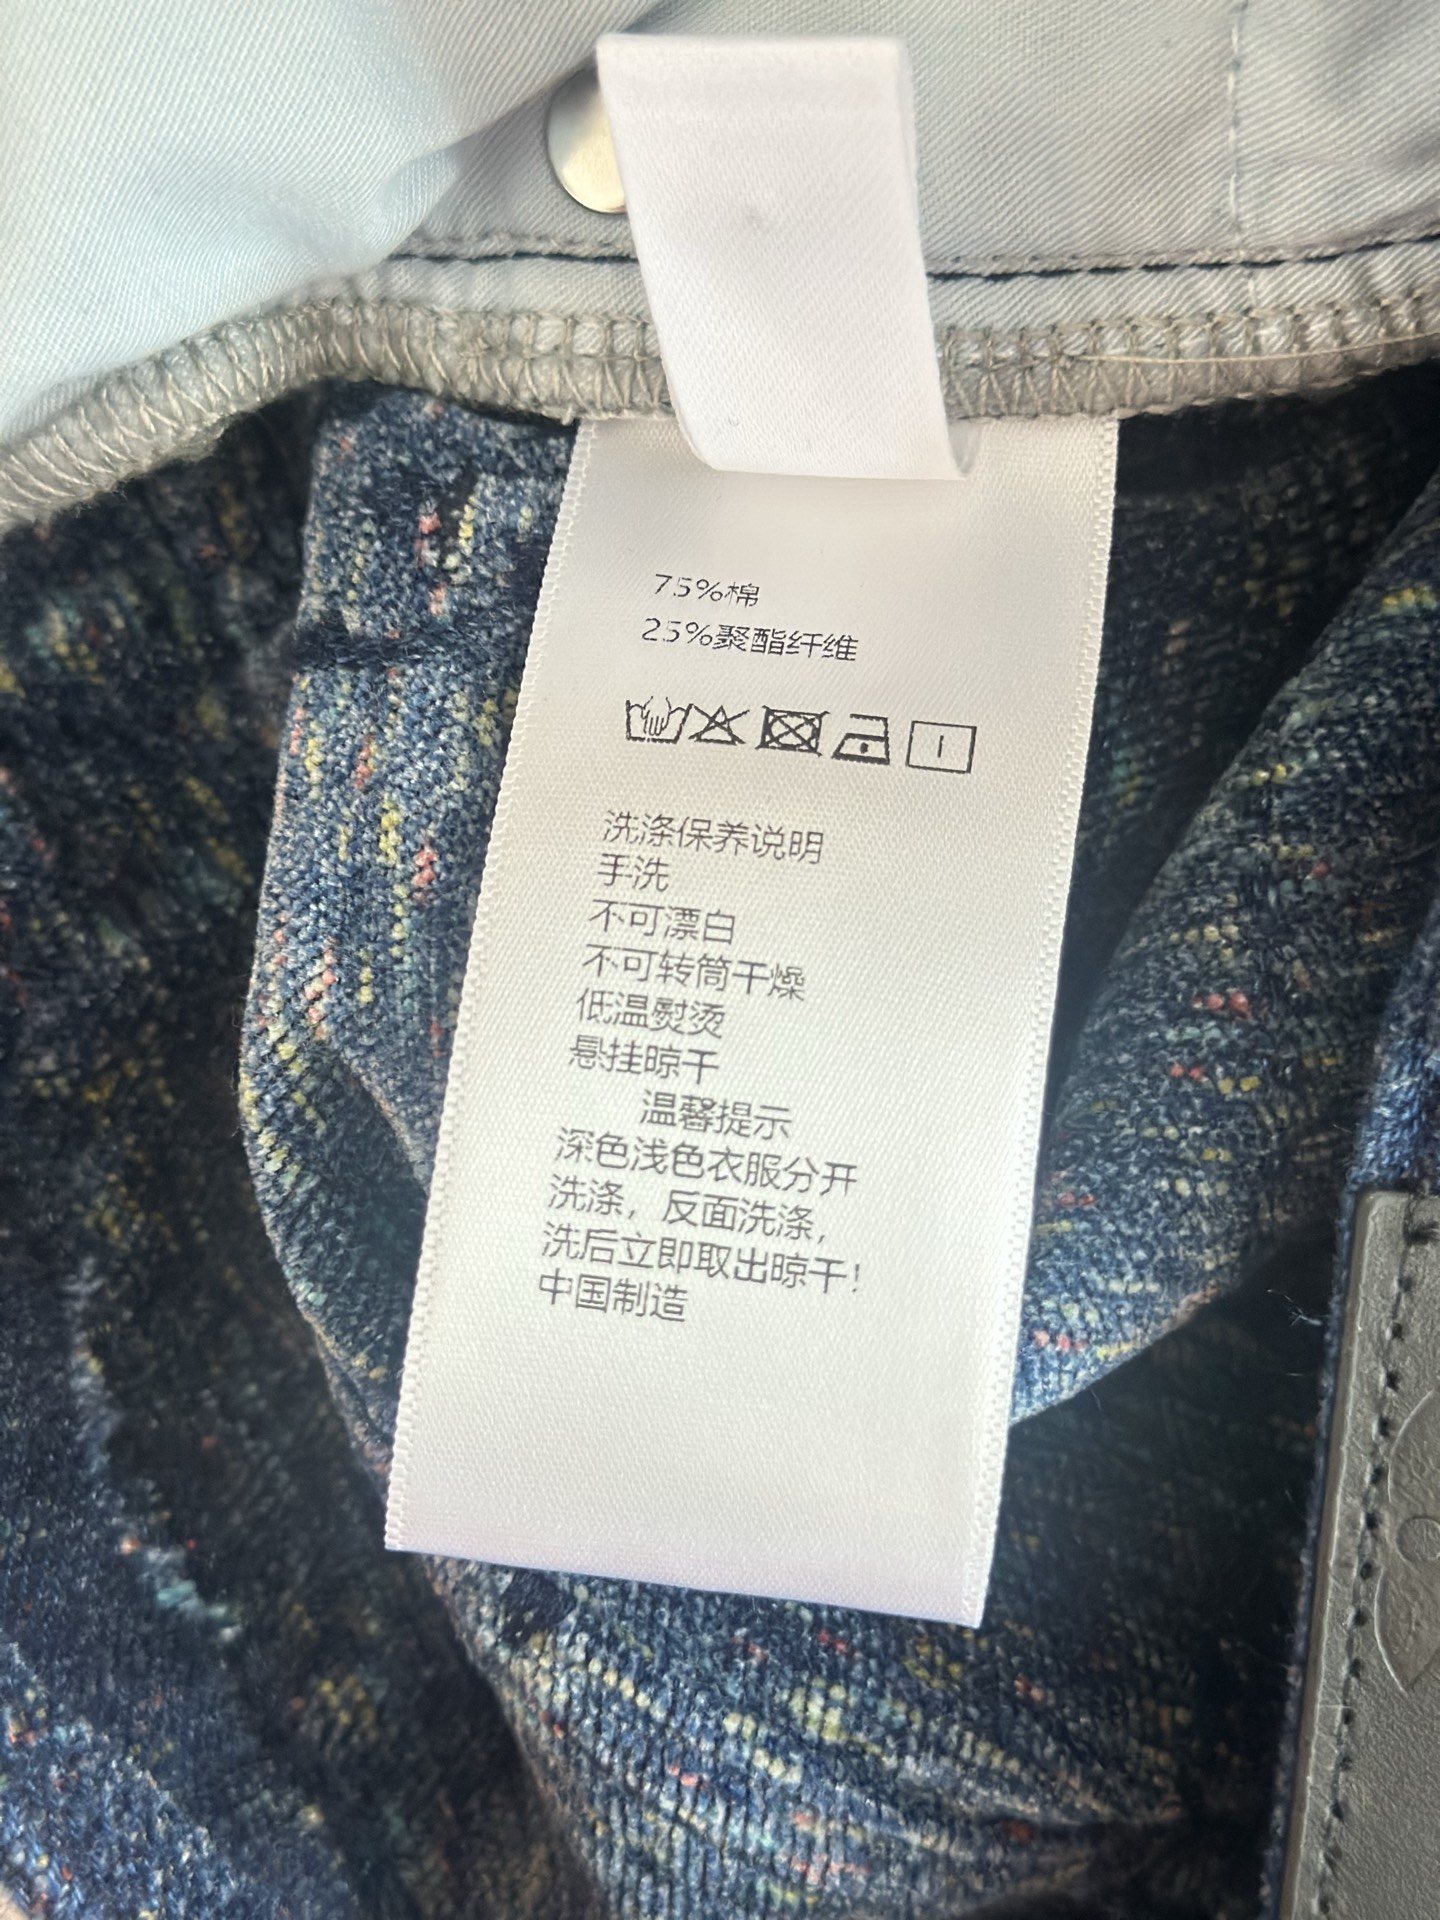 75%棉
25%聚酯纤维
洗涤保养说明
手洗
不可漂白
不可转筒干燥
低温熨烫
悬挂晾干
温馨提示
深色浅色衣服分开
洗涤，反面洗涤，
洗后立即取出晾干！
中国制造